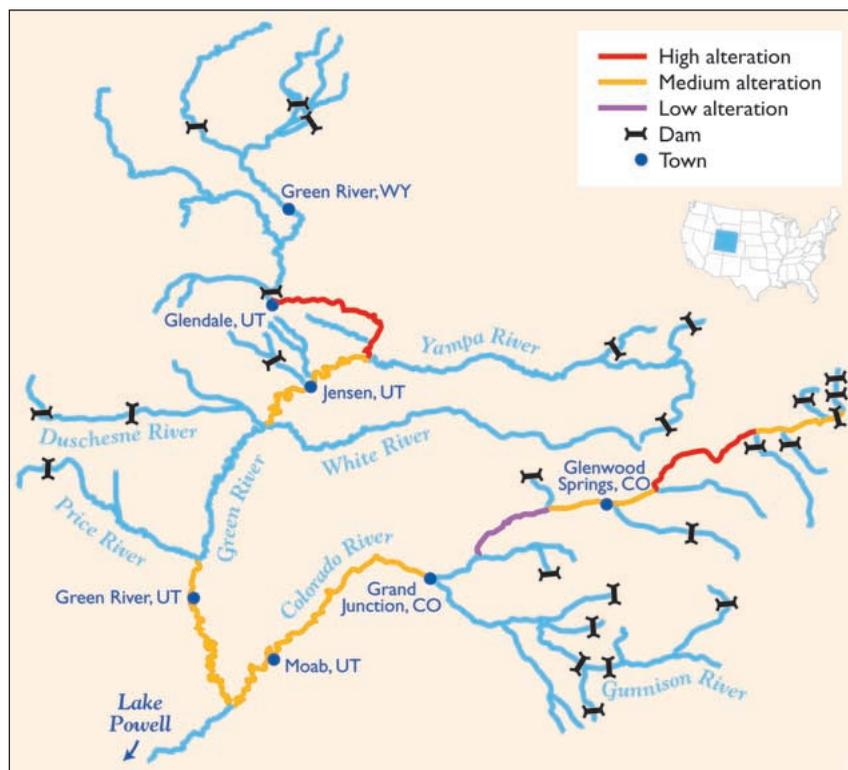 High alteration
Medium alteration
Low alteration
Dam
Town
Green River, WY
Glendale, UT
Yampa River
Jensen, UT
Duschesne River
White River
Green River
Glenwood
Springs, CO
Price River
Colorado River
Green River, UT
Grand
Junction, CO
Moab, UT
Gunnison River
Lake
Powell